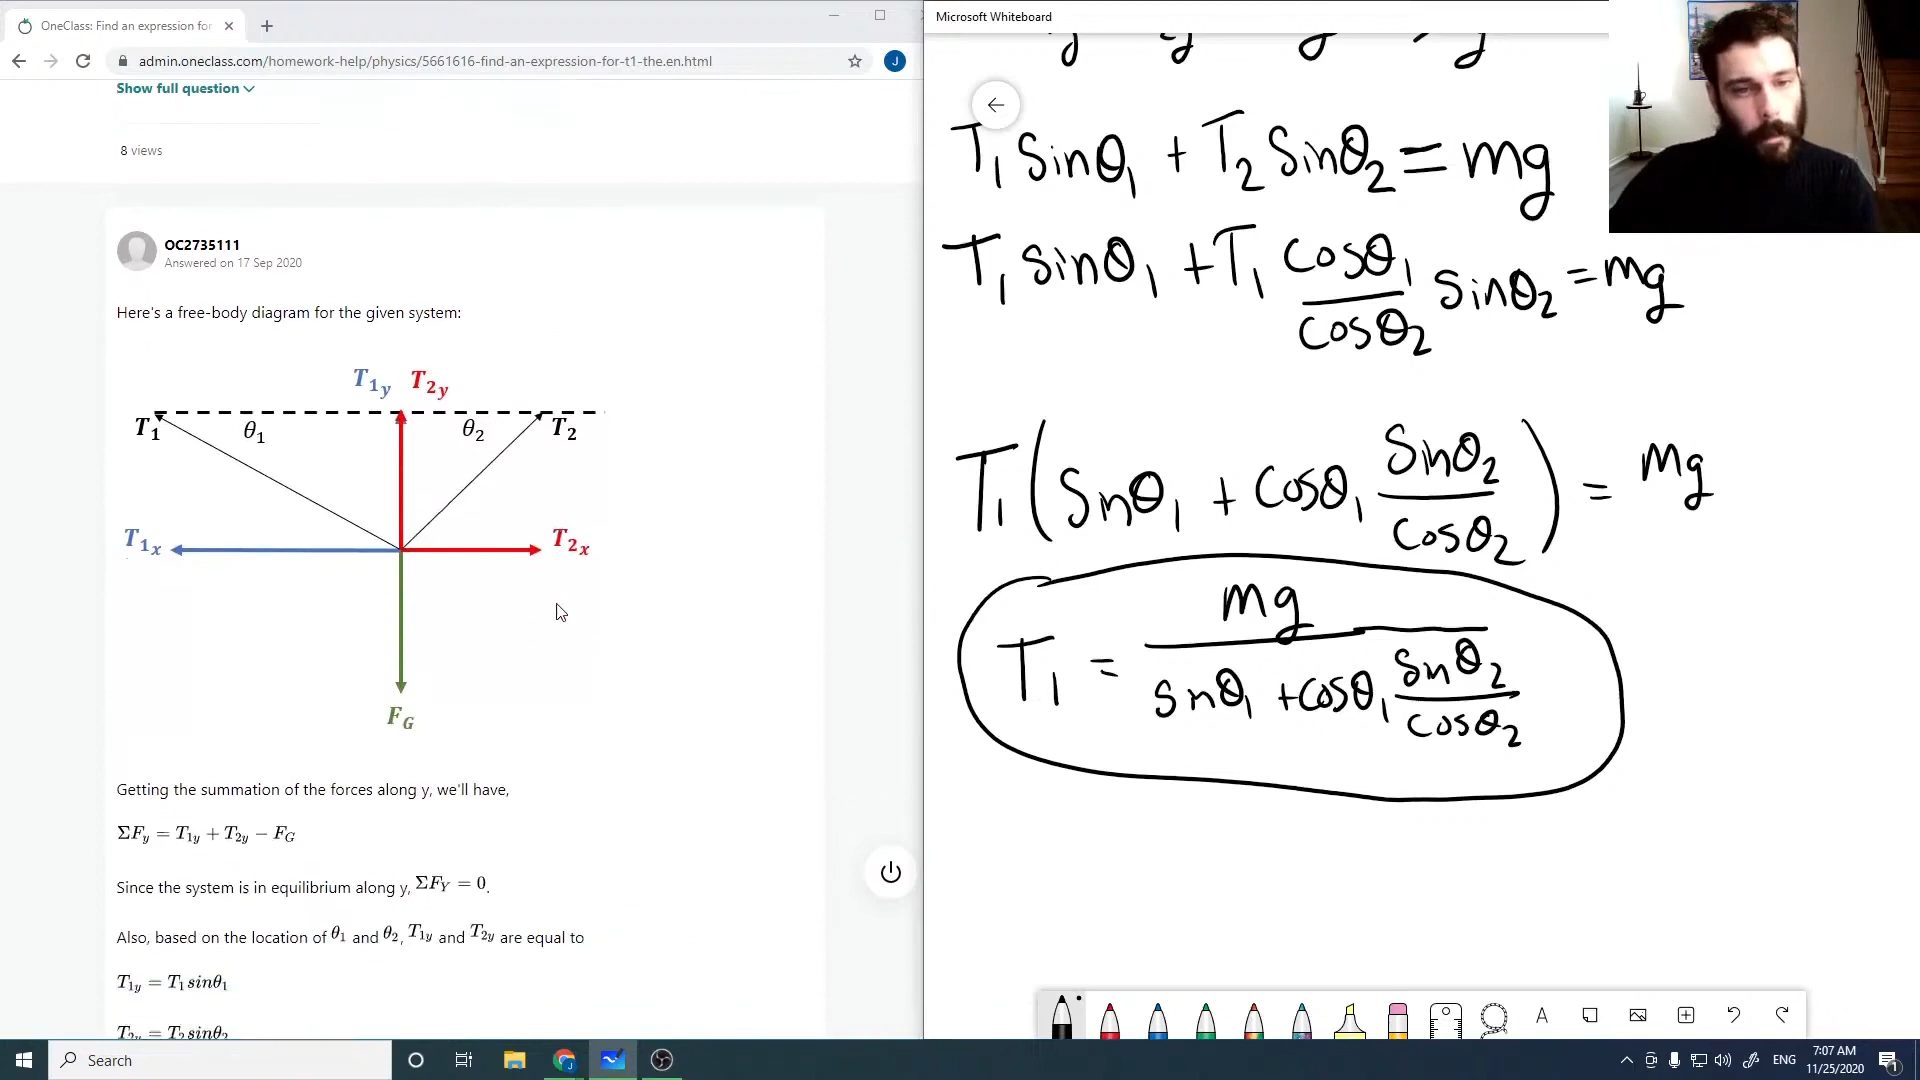 OneClass: Find an expression for
Microsoft Whiteboard
admin.oneclass.com/homework-help/physics/5661616-find-an-expression-for-t1-the.en.html
J
Show full question
8 views
OC2735111
Answered on 17 Sep 2020
Here's a free-body diagram for the given system:
T1y T2y
T1 θ1 θ2 T2
T1x T2x
FG
Getting the summation of the forces along y, we'll have,
ΣFy = T1y + T2y − FG
Since the system is in equilibrium along y, ΣFY = 0.
Also, based on the location of θ1 and θ2, T1y and T2y are equal to
T1y = T1sinθ1
T2y = T2sinθ2
T1 sinθ1 + T2 sinθ2 = mg
T1 sinθ1 + T1 cosθ1/cosθ2 sinθ2 = mg
T1(sinθ1 + cosθ1 sinθ2/cosθ2) = mg
T1 = mg/(sinθ1 + cosθ1 sinθ2/cosθ2)
A
Search
J
ENG
7:07 AM
11/25/2020
1